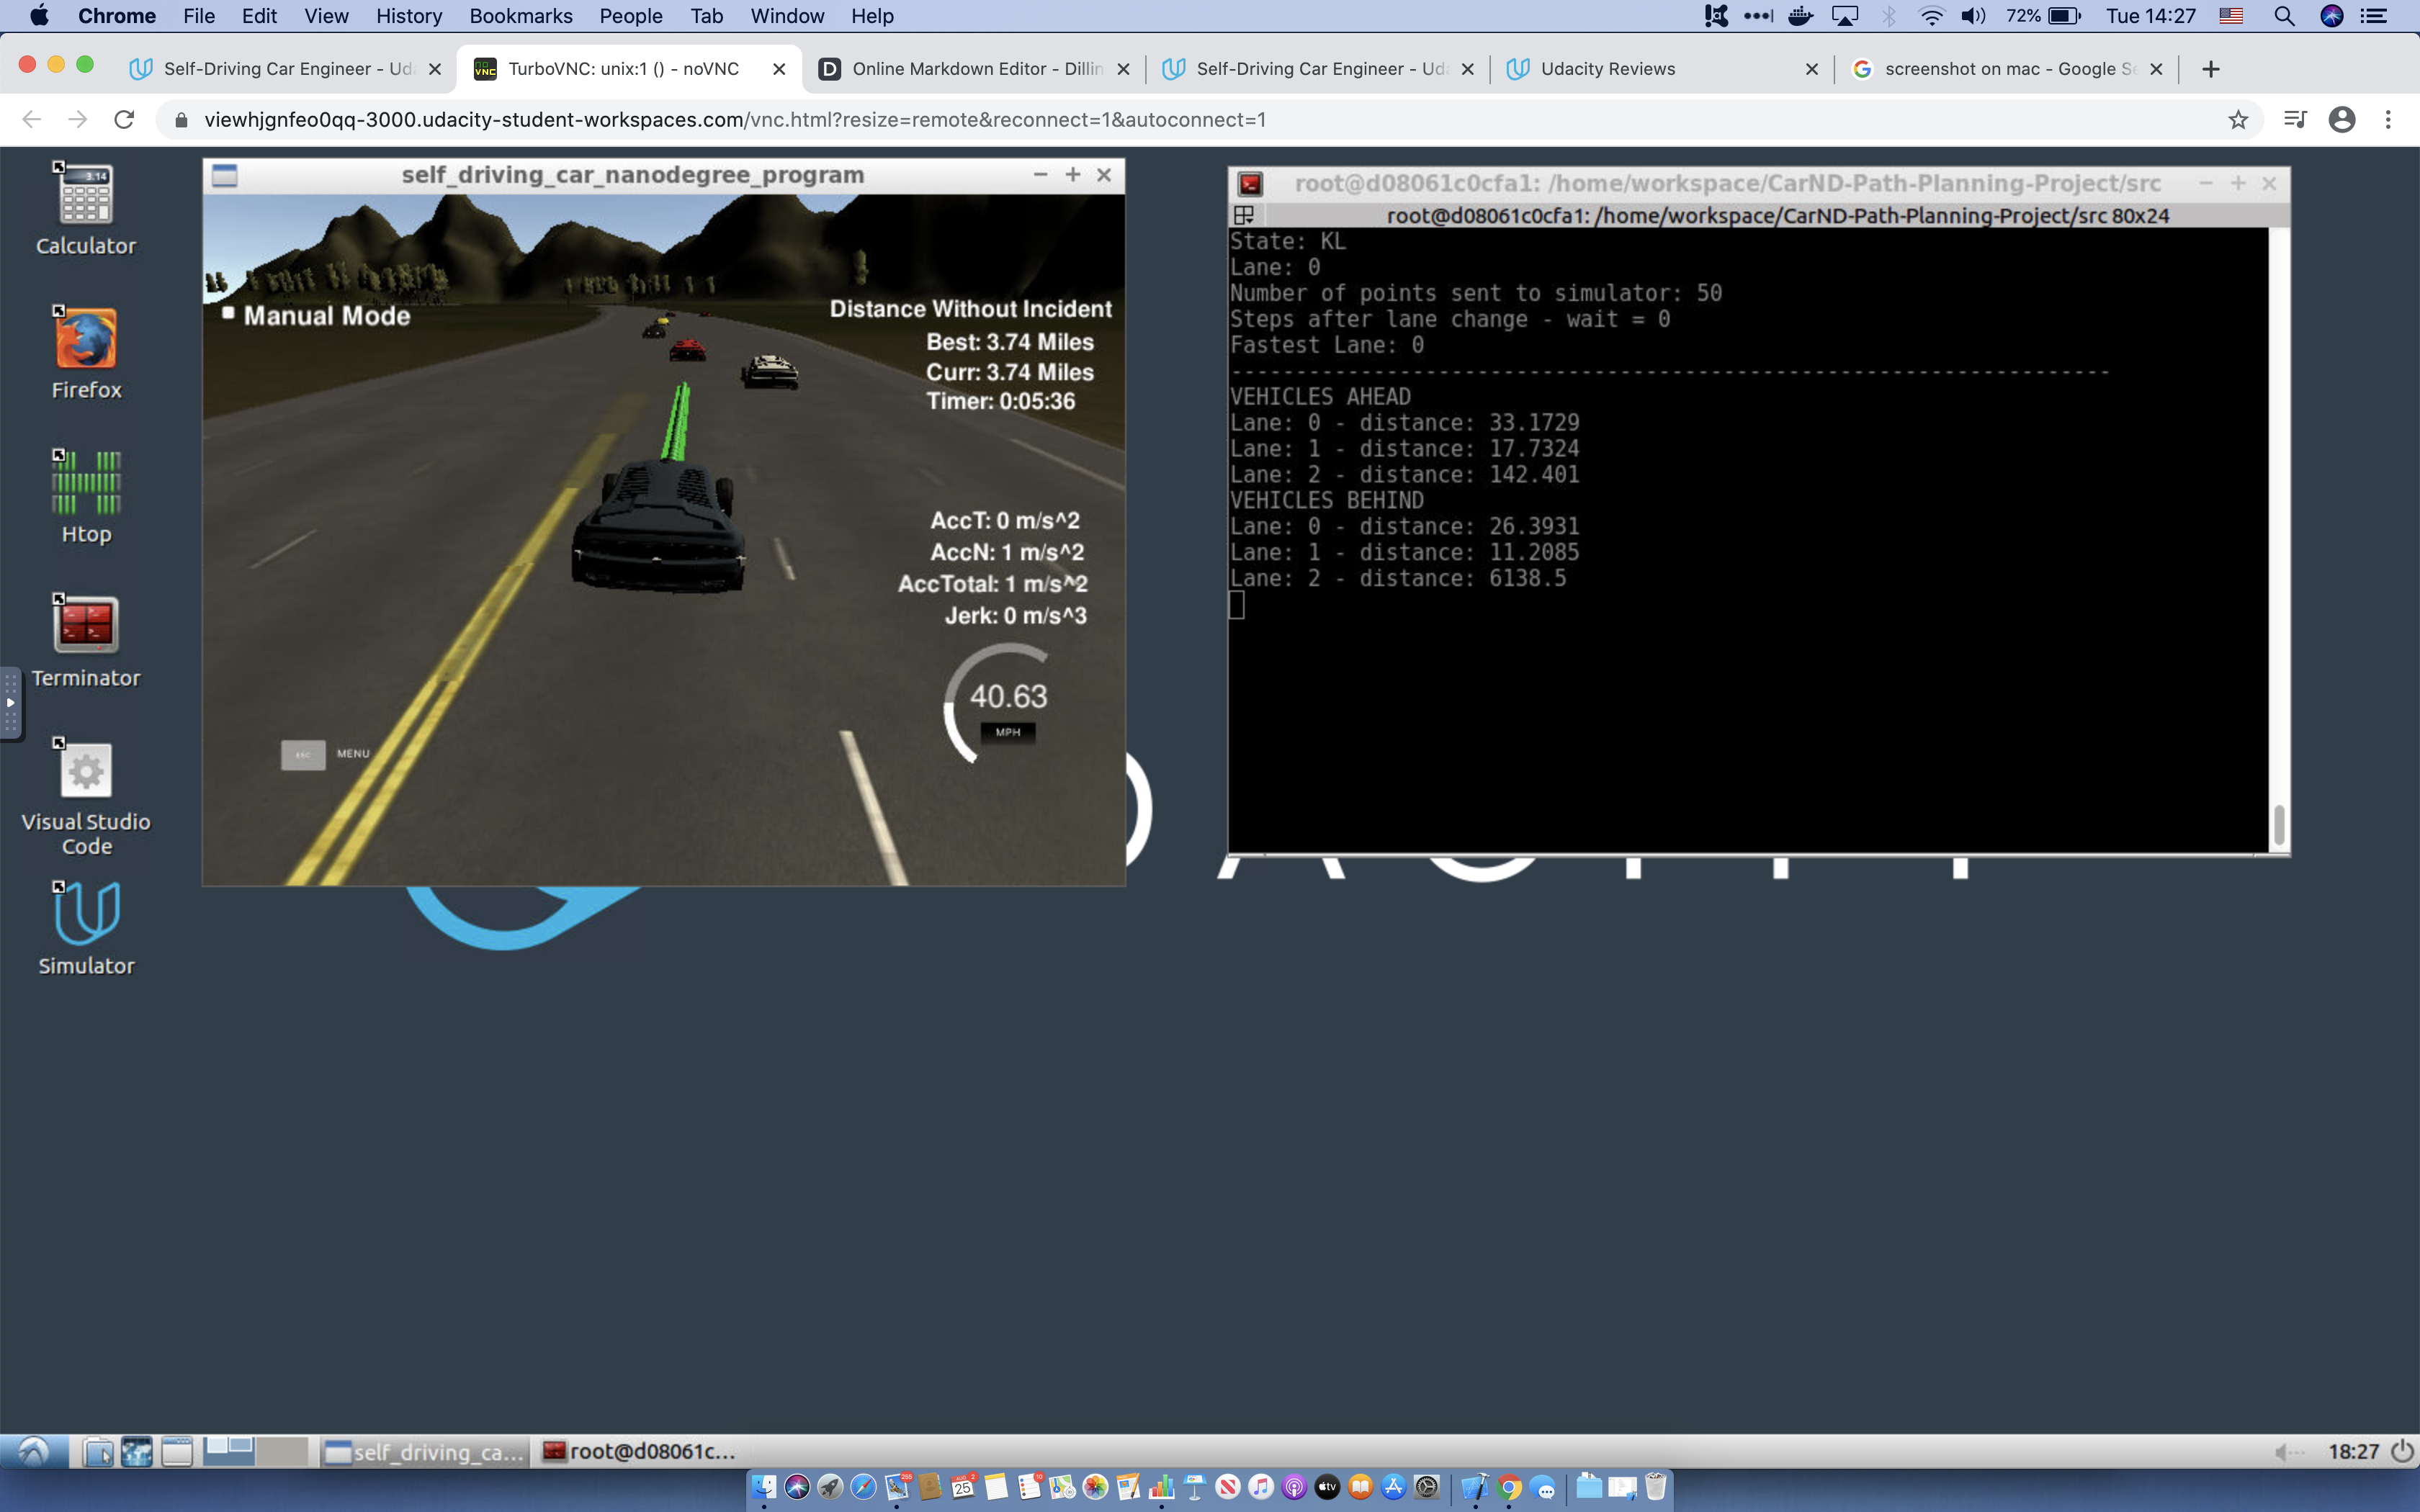 Chrome File Edit View History Bookmarks People Tab Window Help 72% Tue 14:27
Self-Driving Car Engineer - Uda TurboVNC: unix:1 () - noVNC Online Markdown Editor - Dillin Self-Driving Car Engineer - Uda Udacity Reviews screenshot on mac - Google Se
viewhjgnfeo0qq-3000.udacity-student-workspaces.com/vnc.html?resize=remote&reconnect=1&autoconnect=1
Calculator
Firefox
Htop
Terminator
Visual Studio
Code
Simulator
self_driving_car_nanodegree_program
Manual Mode
Distance Without Incident
Best: 3.74 Miles
Curr: 3.74 Miles
Timer: 0:05:36
AccT: 0 m/s^2
AccN: 1 m/s^2
AccTotal: 1 m/s^2
Jerk: 0 m/s^3
40.63
MPH
ESC MENU
root@d08061c0cfa1: /home/workspace/CarND-Path-Planning-Project/src
root@d08061c0cfa1: /home/workspace/CarND-Path-Planning-Project/src 80x24
State: KL
Lane: 0
Number of points sent to simulator: 50
Steps after lane change - wait = 0
Fastest Lane: 0
--------------------------------------------------------------------
VEHICLES AHEAD
Lane: 0 - distance: 33.1729
Lane: 1 - distance: 17.7324
Lane: 2 - distance: 142.401
VEHICLES BEHIND
Lane: 0 - distance: 26.3931
Lane: 1 - distance: 11.2085
Lane: 2 - distance: 6138.5
self_driving_ca... root@d08061c... 18:27